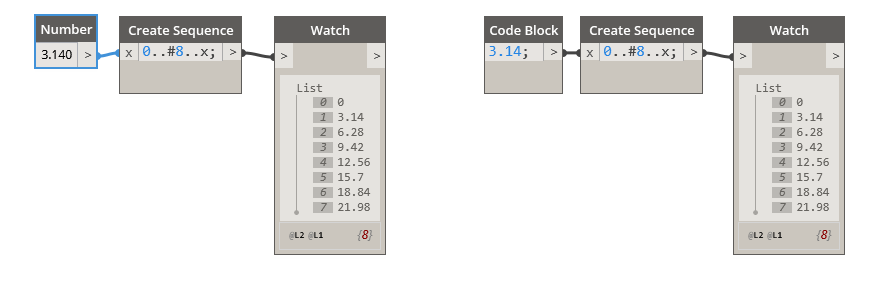 Number
3.140 >
Create Sequence
x 0..#8..x; >
Watch
> >
List
0 0
1 3.14
2 6.28
3 9.42
4 12.56
5 15.7
6 18.84
7 21.98
@L2 @L1 {8}
Code Block
3.14; >
Create Sequence
x 0..#8..x; >
Watch
> >
List
0 0
1 3.14
2 6.28
3 9.42
4 12.56
5 15.7
6 18.84
7 21.98
@L2 @L1 {8}